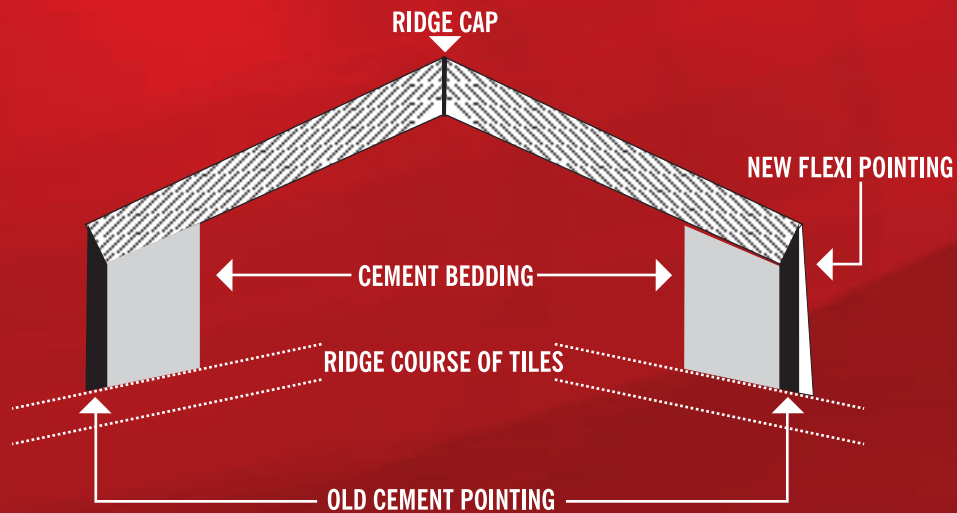 RIDGE CAP
NEW FLEXI POINTING
CEMENT BEDDING
RIDGE COURSE OF TILES
OLD CEMENT POINTING